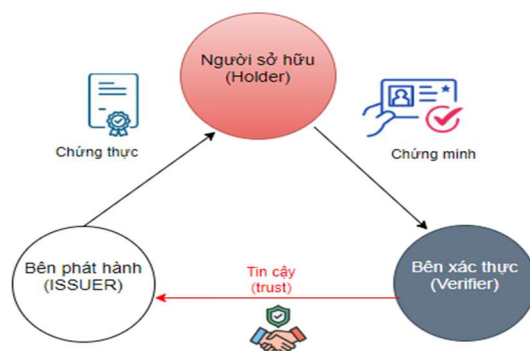 Người sở hữu
(Holder)
Chứng thực
Chứng minh
Bên phát hành
(ISSUER)
Tin cậy
(trust)
Bên xác thực
(Verifier)